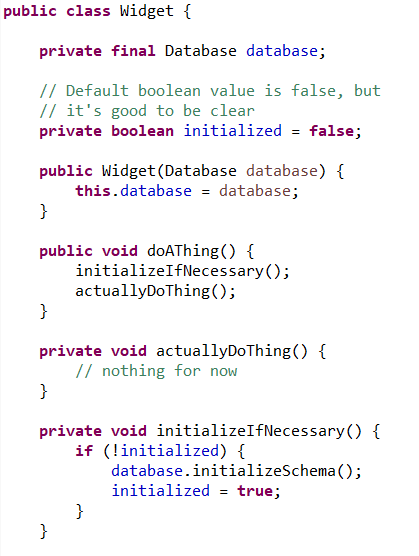 public class Widget {
    private final Database database;
    // Default boolean value is false, but
    // it's good to be clear
    private boolean initialized = false;
    public Widget(Database database) {
        this.database = database;
    }
    public void doAThing() {
        initializeIfNecessary();
        actuallyDoThing();
    }
    private void actuallyDoThing() {
        // nothing for now
    }
    private void initializeIfNecessary() {
        if (!initialized) {
            database.initializeSchema();
            initialized = true;
        }
    }